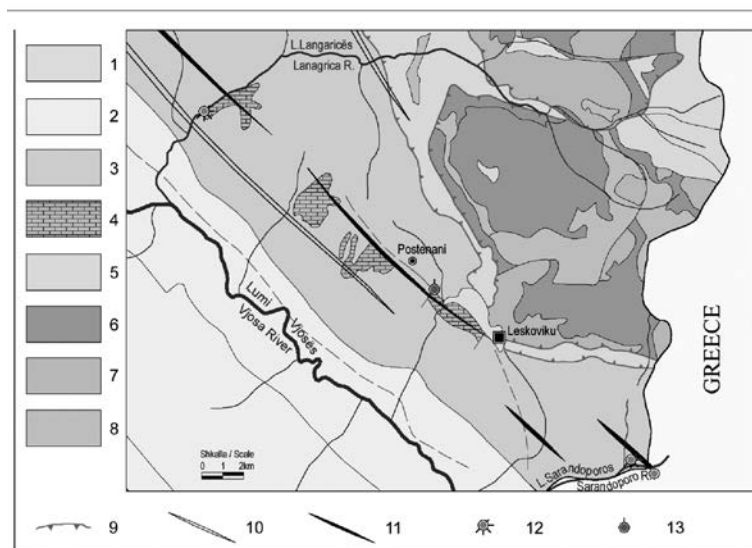 1
2
3
4
5
6
7
8
L.Langaricës
Lanagrica R.
Postenani
Leskoviku
Lumi Vjosës
Vjosa River
GREECE
Shkalla / Scale
0 1 2km
L.Sarandoporos
Sarandoporo R.
9
10
11
12
13